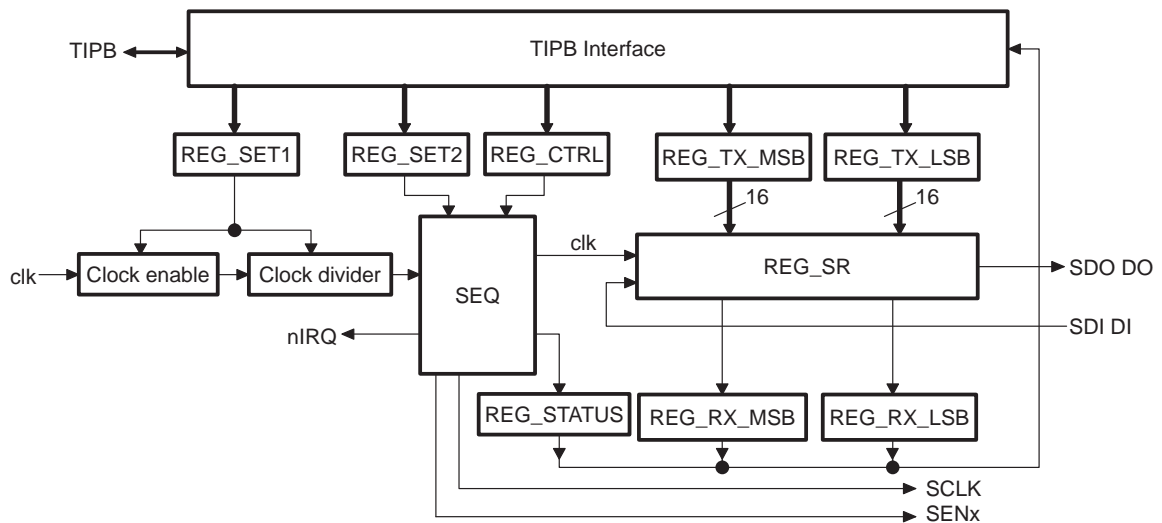 TIPB
TIPB Interface
REG_SET1
REG_SET2
REG_CTRL
REG_TX_MSB
REG_TX_LSB
16
16
clk
Clock enable
Clock divider
SEQ
clk
REG_SR
SDO DO
SDI DI
nIRQ
REG_STATUS
REG_RX_MSB
REG_RX_LSB
SCLK
SENx